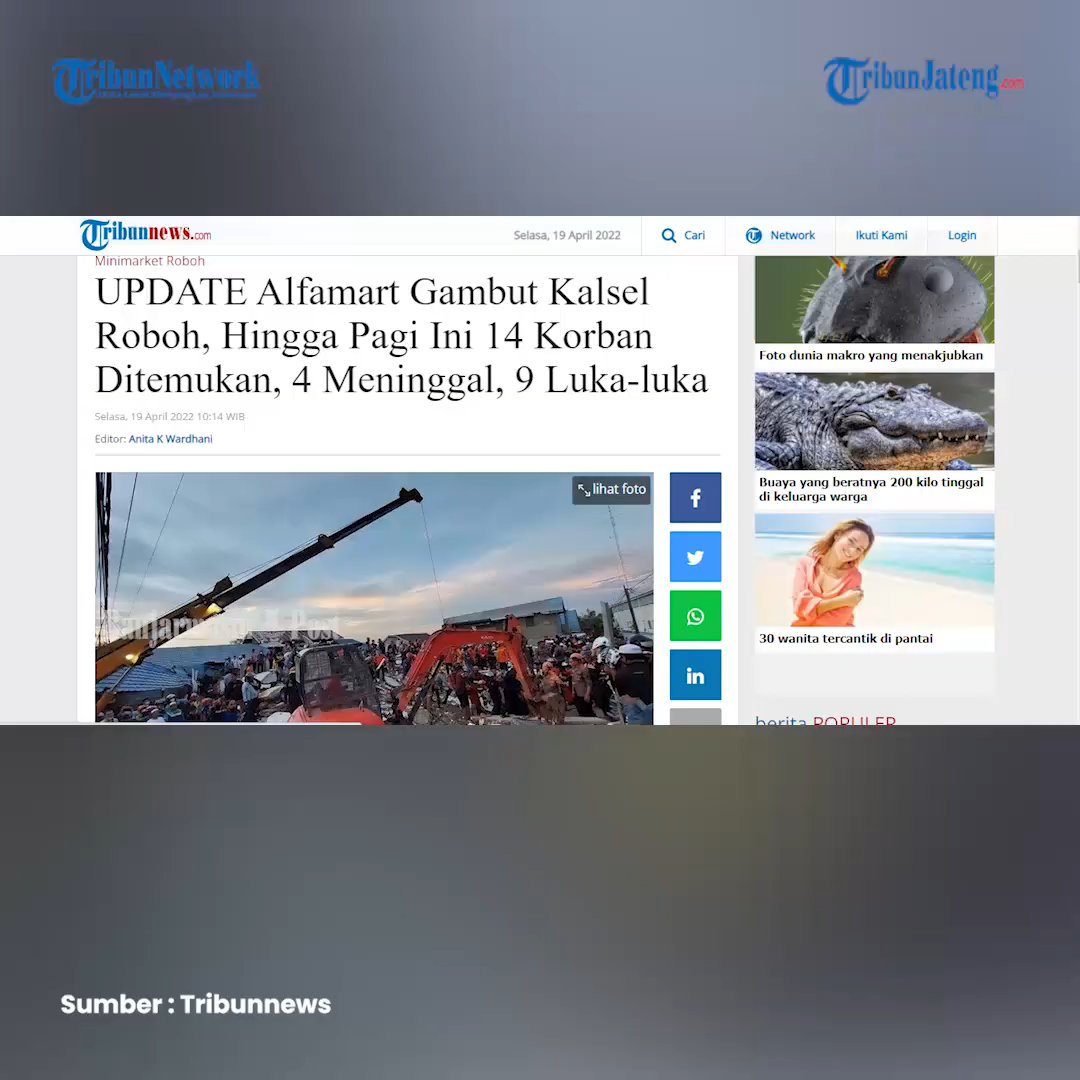 TribunNetwork
TribunJateng.com
Tribunnews.com
Selasa, 19 April 2022
Cari
Network
Ikuti Kami
Login
Minimarket Roboh
UPDATE Alfamart Gambut Kalsel
Roboh, Hingga Pagi Ini 14 Korban
Ditemukan, 4 Meninggal, 9 Luka-luka
Selasa, 19 April 2022 10:14 WIB
Editor: Anita K Wardhani
lihat foto
Foto dunia makro yang menakjubkan
Buaya yang beratnya 200 kilo tinggal
di keluarga warga
30 wanita tercantik di pantai
berita POPULER
Sumber : Tribunnews